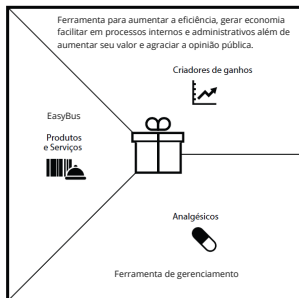 Ferramenta para aumentar a eficiência, gerar economia
facilitar em processos internos e administrativos além de
aumentar seu valor e agraciar a opinião pública.
Criadores de ganhos
EasyBus
Produtos
e Serviços
Analgésicos
Ferramenta de gerenciamento